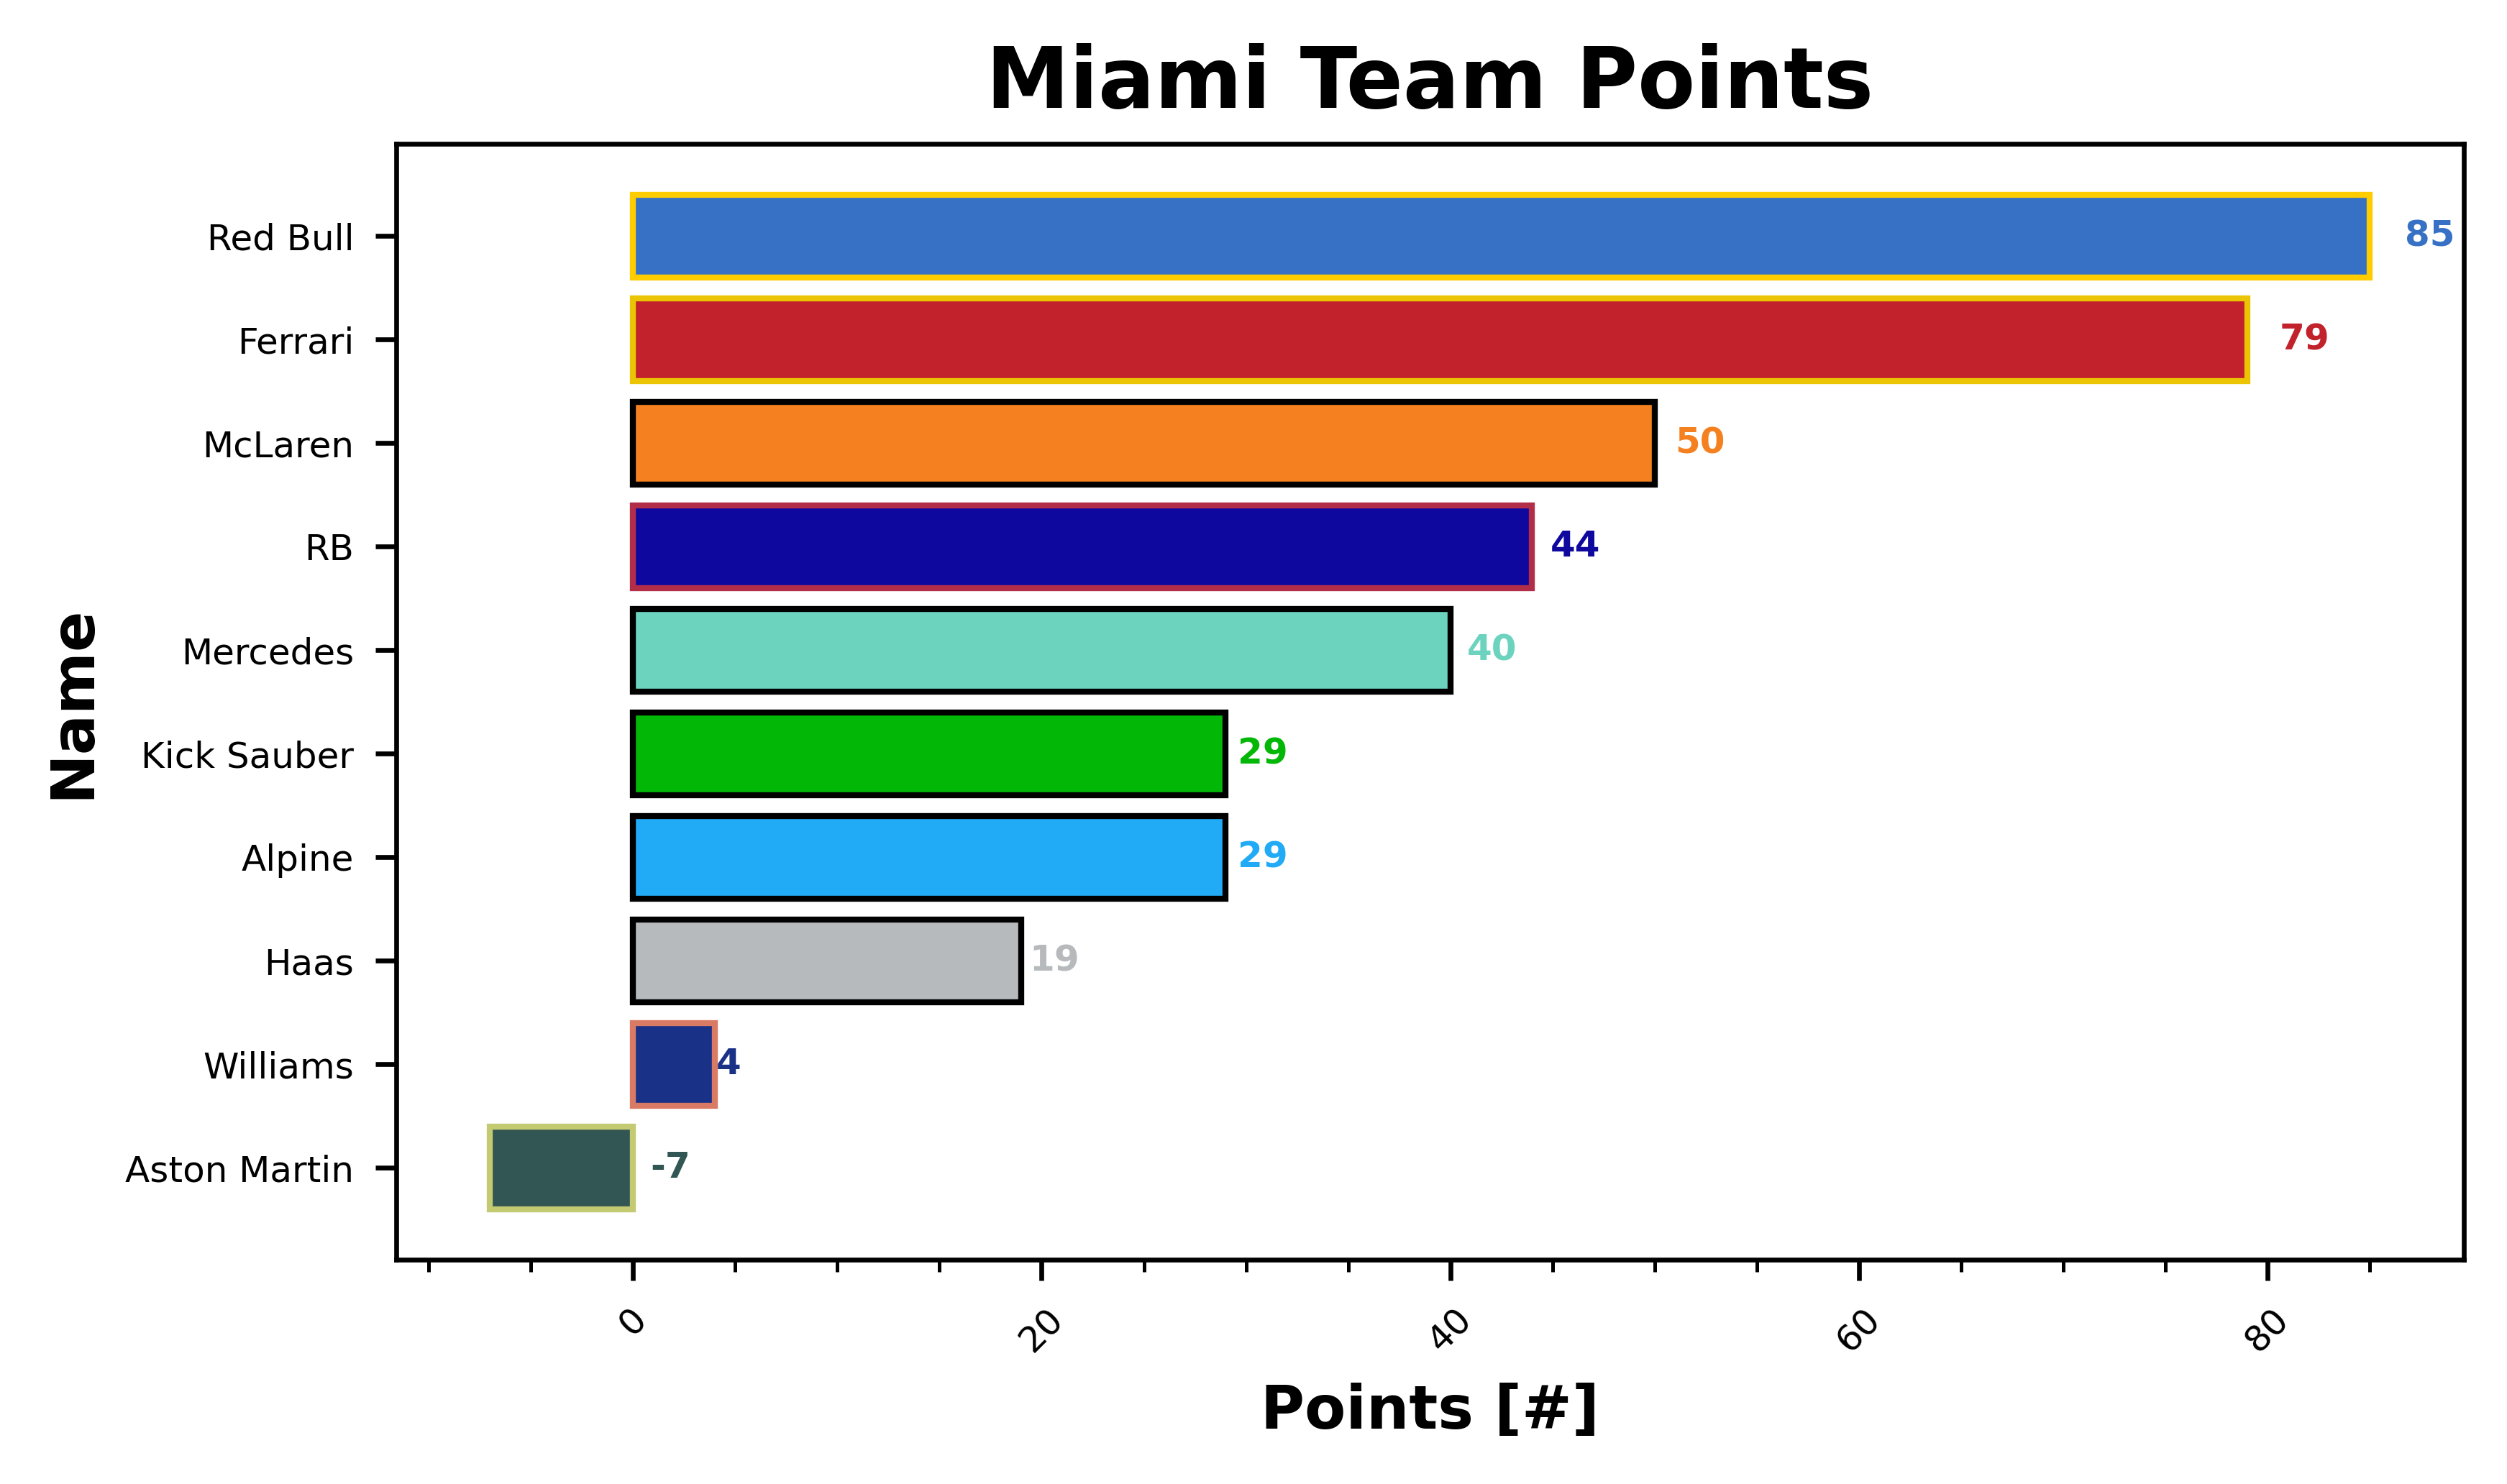 Miami Team Points
Name
Red Bull 85
Ferrari 79
McLaren 50
RB 44
Mercedes 40
Kick Sauber 29
Alpine 29
Haas 19
Williams 4
Aston Martin -7
0 20 40 60 80
Points [#]